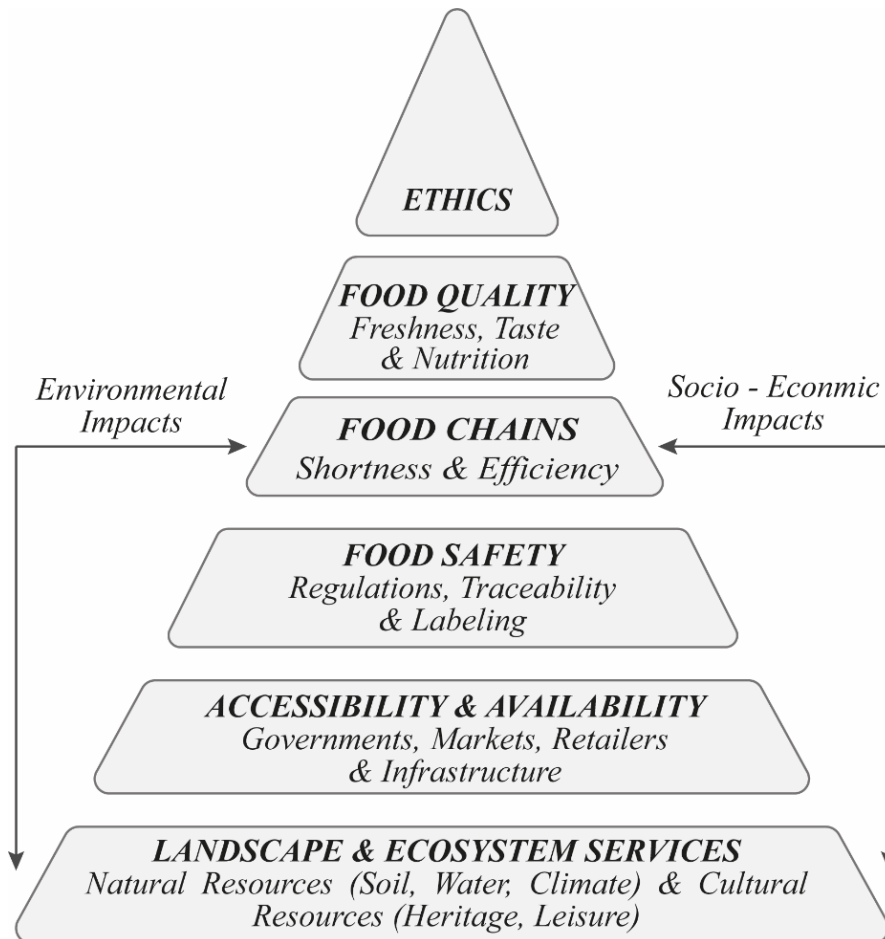 ETHICS
FOOD QUALITY
Freshness, Taste
& Nutrition
Environmental
Impacts
Socio - Econmic
Impacts
FOOD CHAINS
Shortness & Efficiency
FOOD SAFETY
Regulations, Traceability
& Labeling
ACCESSIBILITY & AVAILABILITY
Governments, Markets, Retailers
& Infrastructure
LANDSCAPE & ECOSYSTEM SERVICES
Natural Resources (Soil, Water, Climate) & Cultural
Resources (Heritage, Leisure)